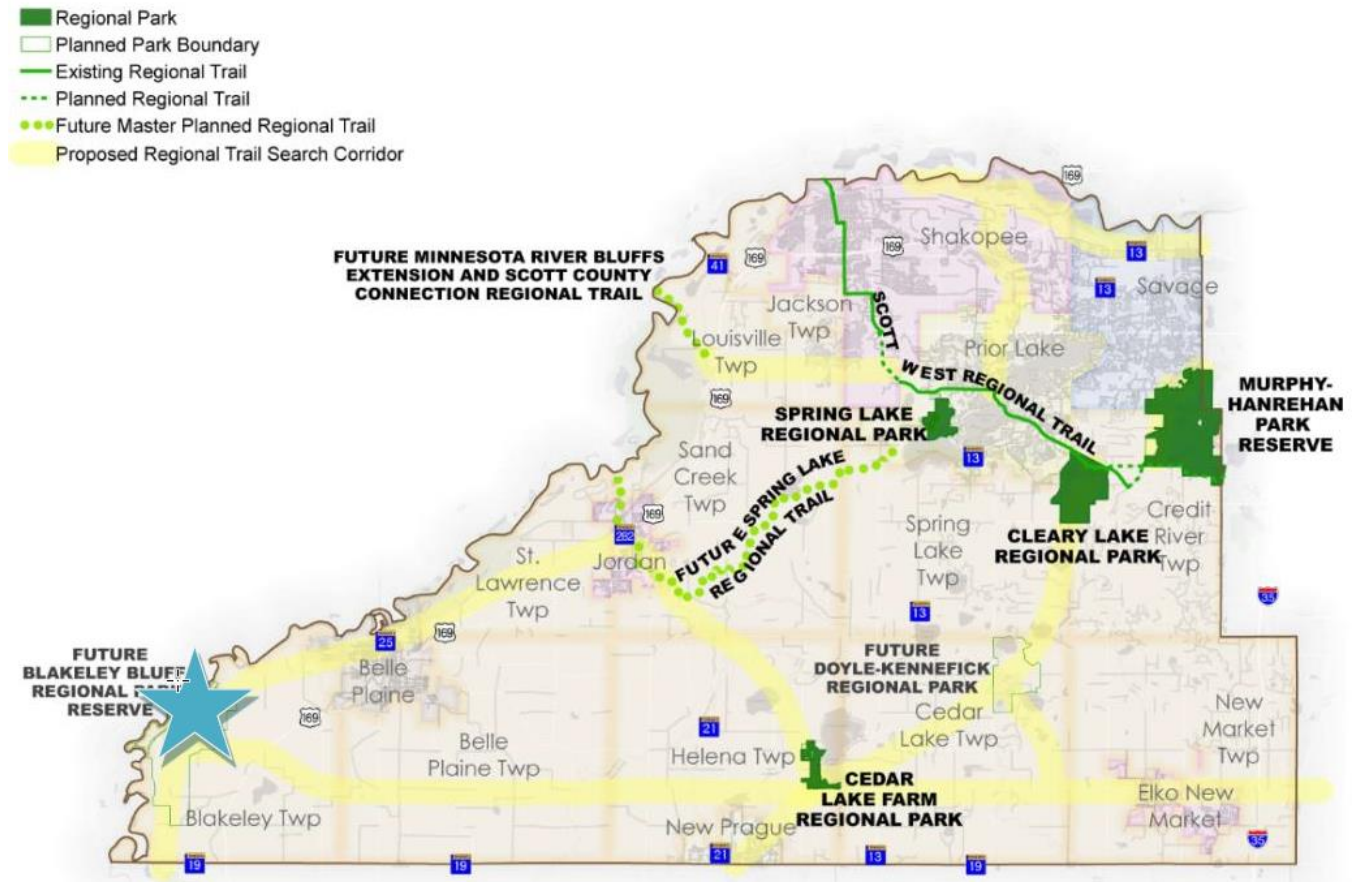 Regional Park
Planned Park Boundary
Existing Regional Trail
Planned Regional Trail
Future Master Planned Regional Trail
Proposed Regional Trail Search Corridor
169
FUTURE MINNESOTA RIVER BLUFFS
EXTENSION AND SCOTT COUNTY
CONNECTION REGIONAL TRAIL
41
169
169
Shakopee
13
13
Savage
Jackson
Twp
SCOTT
WEST REGIONAL TRAIL
Louisville
Twp
Prior Lake
169
SPRING LAKE
REGIONAL PARK
MURPHY-
HANREHAN
PARK
RESERVE
Sand
Creek
Twp
13
FUTURE SPRING LAKE
REGIONAL TRAIL
169
282
Jordan
Spring
Lake
Twp
CLEARY LAKE
REGIONAL PARK
Credit
River
Twp
St.
Lawrence
Twp
35
13
25
169
Belle
Plaine
FUTURE
BLAKELEY BLUFF
REGIONAL
RESERVE
FUTURE
DOYLE-KENNEFICK
REGIONAL PARK
Cedar
Lake Twp
New
Market
Twp
169
21
Belle
Plaine Twp
Helena Twp
CEDAR
LAKE FARM
REGIONAL PARK
Elko New
Market
Blakeley Twp
New Prague
35
19
19
21
13
19